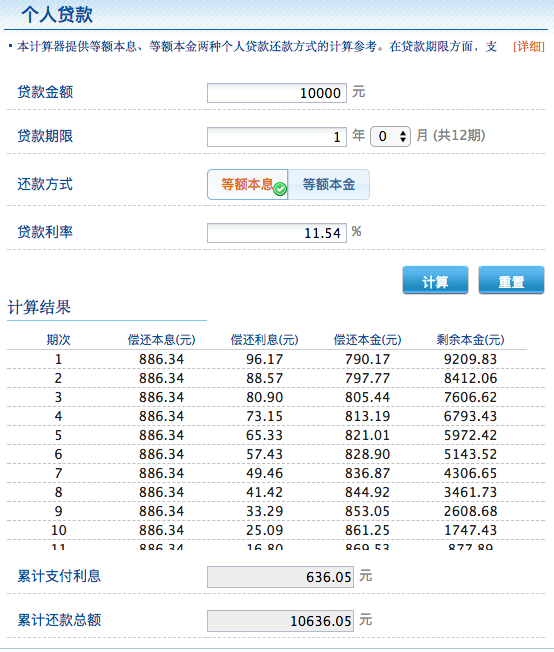 个人贷款
本计算器提供等额本息、等额本金两种个人贷款还款方式的计算参考。在贷款期限方面，支 [详细]
贷款金额 10000 元
贷款期限 1 年 0 月 (共12期)
还款方式 等额本息 等额本金
贷款利率 11.54 %
计算 重置
计算结果
期次 偿还本息(元) 偿还利息(元) 偿还本金(元) 剩余本金(元)
1 886.34 96.17 790.17 9209.83
2 886.34 88.57 797.77 8412.06
3 886.34 80.90 805.44 7606.62
4 886.34 73.15 813.19 6793.43
5 886.34 65.33 821.01 5972.42
6 886.34 57.43 828.90 5143.52
7 886.34 49.46 836.87 4306.65
8 886.34 41.42 844.92 3461.73
9 886.34 33.29 853.05 2608.68
10 886.34 25.09 861.25 1747.43
11 886.34 16.80 869.53 877.89
累计支付利息 636.05 元
累计还款总额 10636.05 元